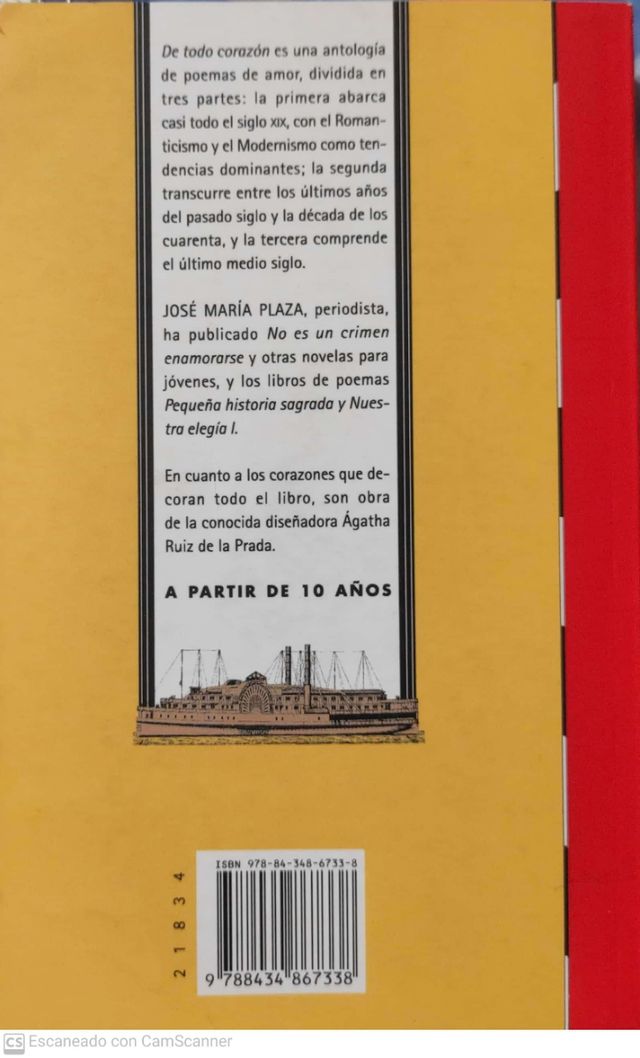 De todo corazón es una antología
de poemas de amor, dividida en
tres partes: la primera abarca
casi todo el siglo XIX, con el Roman-
ticismo y el Modernismo como ten-
dencias dominantes; la segunda
transcurre entre los últimos años
del pasado siglo y la década de los
cuarenta, y la tercera comprende
el último medio siglo.
JOSÉ MARÍA PLAZA, periodista,
ha publicado No es un crimen
enamorarse y otras novelas para
jóvenes, y los libros de poemas
Pequeña historia sagrada y Nues-
tra elegía I.
En cuanto a los corazones que de-
coran todo el libro, son obra
de la conocida diseñadora Ágatha
Ruiz de la Prada.
A PARTIR DE 10 AÑOS
21834
ISBN 978-84-348-6733-8
9 788434 867338
CS Escaneado con CamScanner